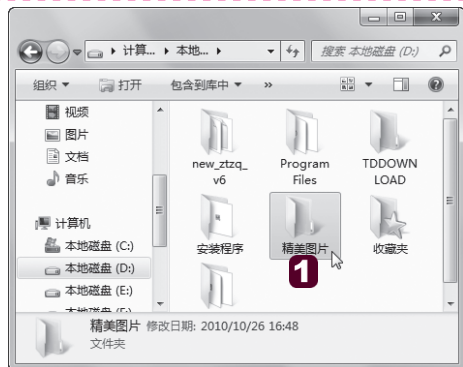 计算... 本地... 搜索 本地磁盘 (D:)
组织 打开 包含到库中 »
视频
图片
文档
音乐
计算机
本地磁盘 (C:)
本地磁盘 (D:)
本地磁盘 (E:)
new_ztzq_
v6
Program
Files
TDDOWN
LOAD
安装程序
精美图片
收藏夹
1
精美图片 修改日期: 2010/10/26 16:48
文件夹